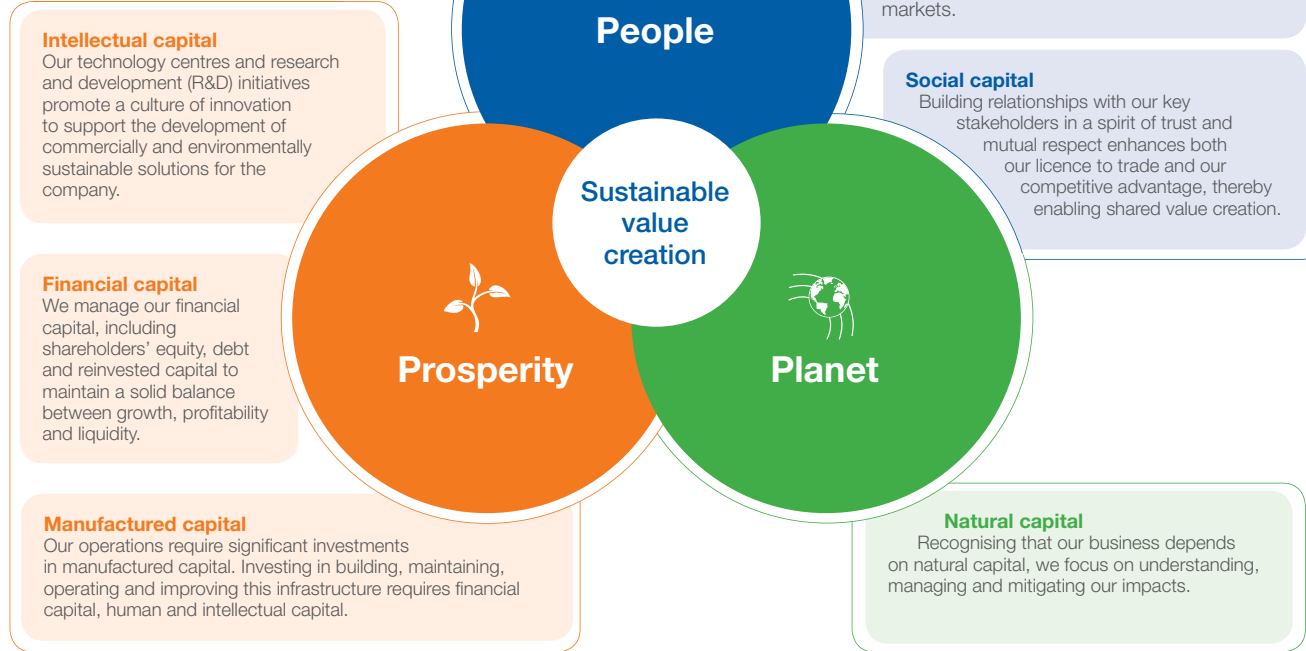 markets.
People
Intellectual capital
Our technology centres and research
and development (R&D) initiatives
promote a culture of innovation
to support the development of
commercially and environmentally
sustainable solutions for the
company.
Social capital
Building relationships with our key
stakeholders in a spirit of trust and
mutual respect enhances both
our licence to trade and our
competitive advantage, thereby
enabling shared value creation.
Sustainable
value
creation
Financial capital
We manage our financial
capital, including
shareholders’ equity, debt
and reinvested capital to
maintain a solid balance
between growth, profitability
and liquidity.
Prosperity
Planet
Manufactured capital
Our operations require significant investments
in manufactured capital. Investing in building, maintaining,
operating and improving this infrastructure requires financial
capital, human and intellectual capital.
Natural capital
Recognising that our business depends
on natural capital, we focus on understanding,
managing and mitigating our impacts.